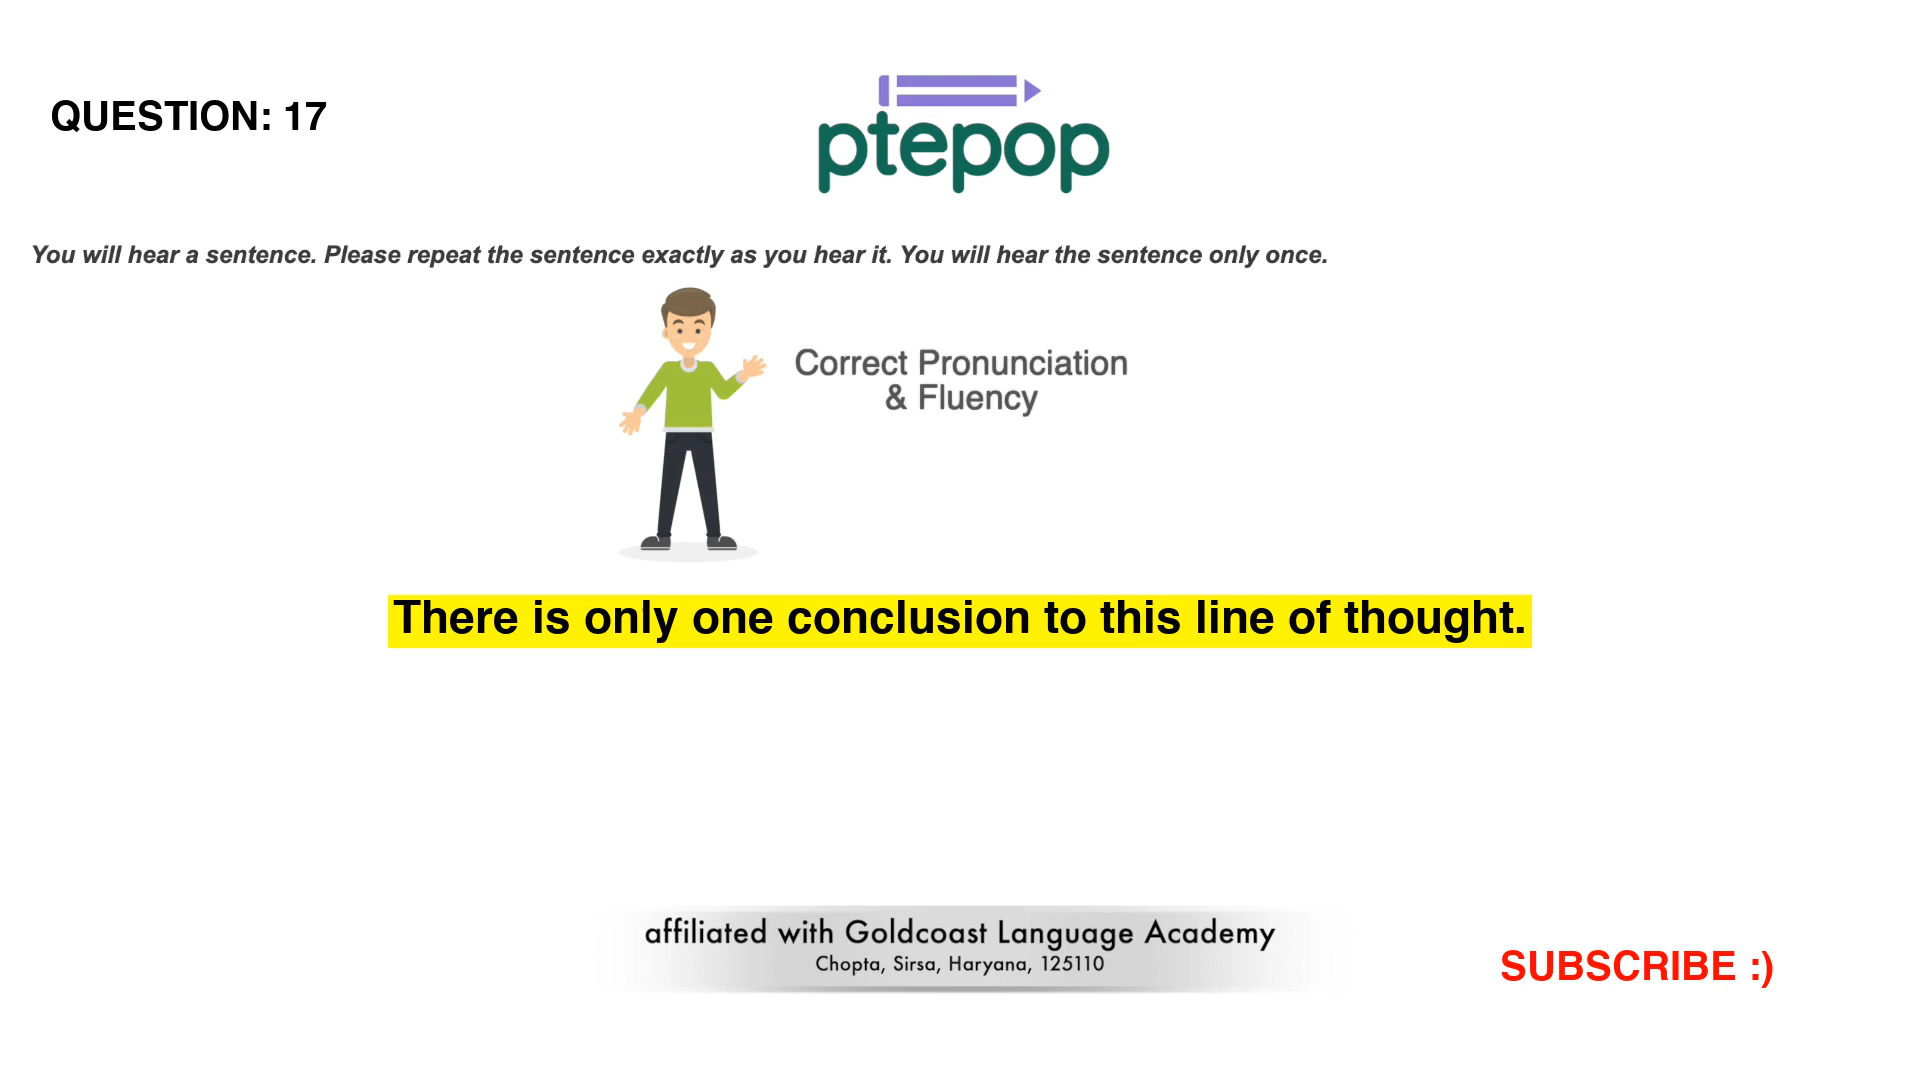 QUESTION: 17
ptepop
You will hear a sentence. Please repeat the sentence exactly as you hear it. You will hear the sentence only once.
Correct Pronunciation
& Fluency
There is only one conclusion to this line of thought.
affiliated with Goldcoast Language Academy
Chopta, Sirsa, Haryana, 125110
SUBSCRIBE :)